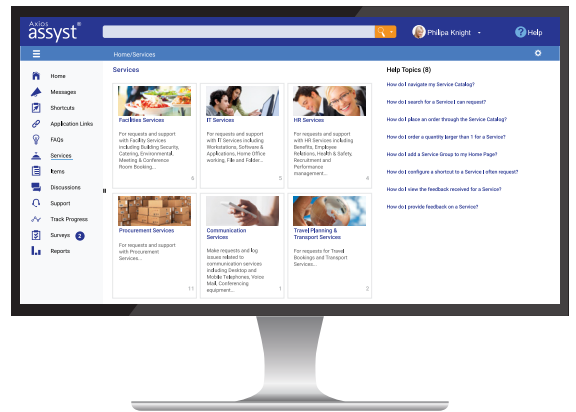 Axios
assyst®
Philipa Knight
Help
Home/Services
Home
Messages
Shortcuts
Application Links
FAQs
Services
Items
Discussions
Support
Track Progress
Surveys 2
Reports
Services
Facilities Services
For requests and support
with Facility Services
including Building Security,
Catering, Environmental,
Meeting & Conference
Room Booking...
4
IT Services
For requests and support
with IT Services including
Workstations, Software &
Applications, Home Office
working, File and Folder...
6
HR Services
For requests and support
with HR Services including
Benefits, Employee
Relations, Health & Safety,
Recruitment and
Performance
management...
4
Procurement Services
For requests and support
with Procurement
Services...
11
Communication
Services
Make requests and log
issues related to
communication services
including Desktop and
Mobile Telephones, Voice
Mail, Conferencing
equipment...
1
Travel Planning &
Transport Services
For requests for Travel
Bookings and Transport
Services...
2
Help Topics (8)
How do I navigate my Service Catalog?
How do I search for a Service I can request?
How do I place an order through the Service Catalog?
How do I order a quantity larger than 1 for a Service?
How do I add a Service Group to my Home Page?
How do I configure a shortcut to a Service I often request?
How do I view the feedback received for a Service?
How do I provide feedback on a Service?